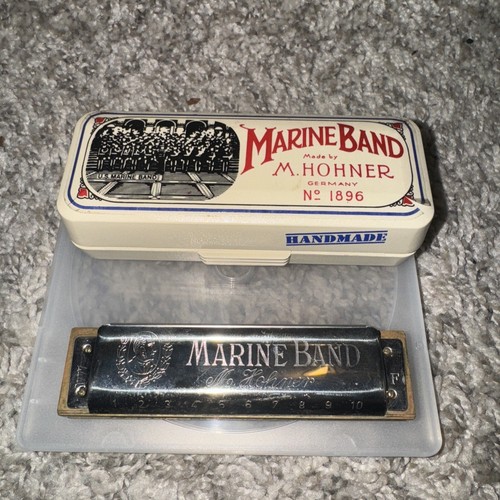 MARINE BAND
Made by
M. HOHNER
GERMANY
Nº 1896
U.S. MARINE BAND
HANDMADE
MARINE BAND
M. Hohner
1 2 3 4 5 6 7 8 9 10
F